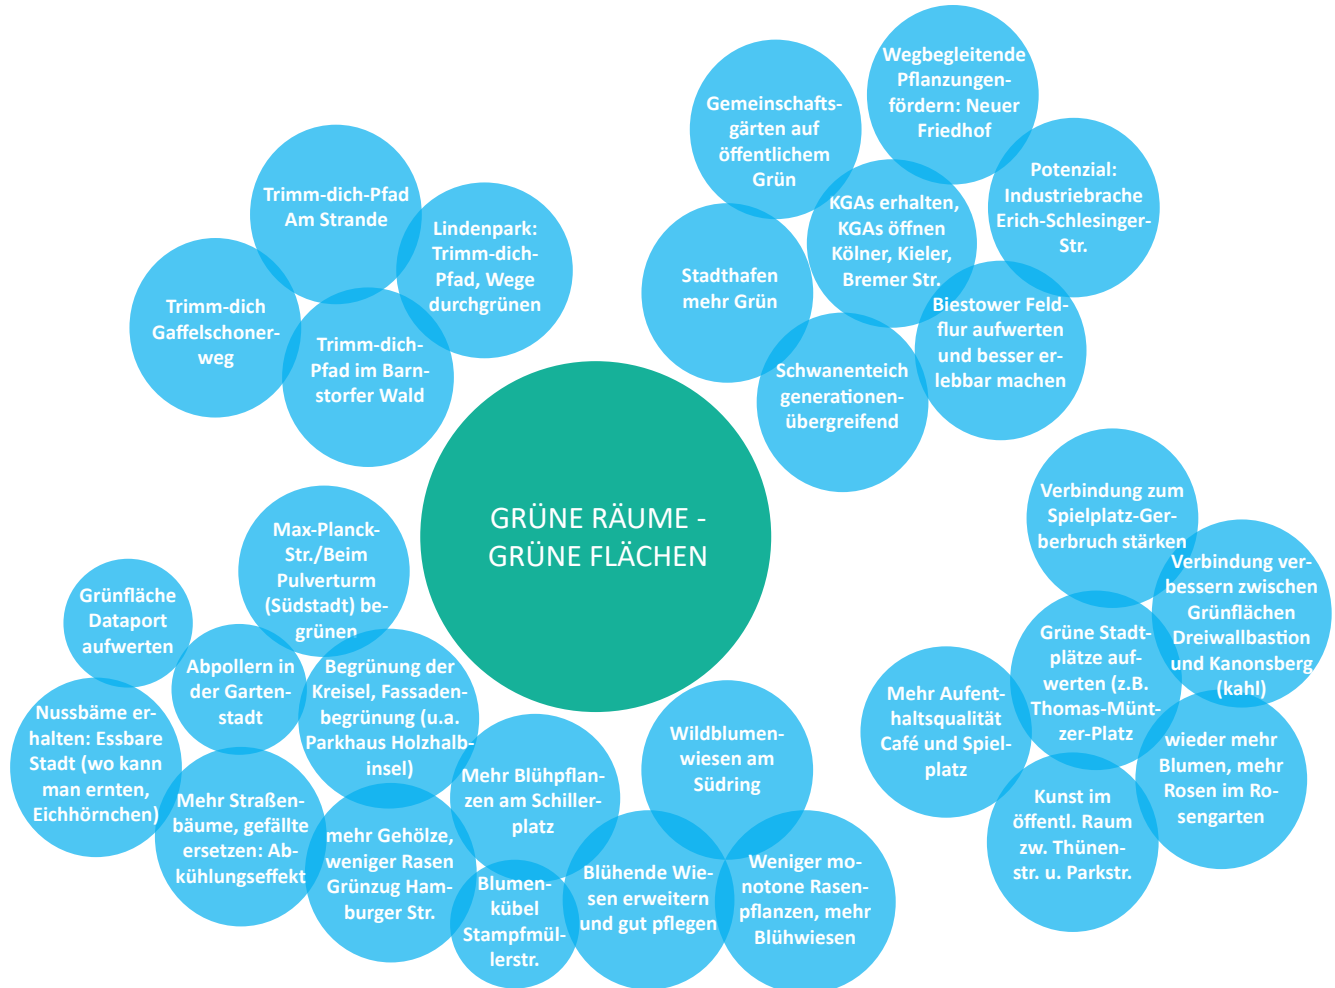 Wegbegleitende
Pflanzungen-
fördern: Neuer
Friedhof
Gemeinschafts-
gärten auf
öffentlichem
Grün
Potenzial:
Industriebrache
Erich-Schlesinger-
Str.
KGAs erhalten,
KGAs öffnen
Kölner, Kieler,
Bremer Str.
Stadthafen
mehr Grün
Biestower Feld-
flur aufwerten
und besser er-
lebbar machen
Schwanenteich
generationen-
übergreifend
Trimm-dich-Pfad
Am Strande
Lindenpark:
Trimm-dich-
Pfad, Wege
durchgrünen
Trimm-dich
Gaffelschoner-
weg
Trimm-dich-
Pfad im Barn-
storfer Wald
GRÜNE RÄUME -
GRÜNE FLÄCHEN
Verbindung zum
Spielplatz-Ger-
berbruch stärken
Verbindung ver-
bessern zwischen
Grünflächen
Dreiwallbastion
und Kanonsberg
(kahl)
Grüne Stadt-
plätze auf-
werten (z.B.
Thomas-Münt-
zer-Platz
Mehr Aufent-
haltsqualität
Café und Spiel-
platz
wieder mehr
Blumen, mehr
Rosen im Ro-
sengarten
Kunst im
öffentl. Raum
zw. Thünen-
str. u. Parkstr.
Max-Planck-
Str./Beim
Pulverturm
(Südstadt) be-
grünen
Grünfläche
Dataport
aufwerten
Abpollern in
der Garten-
stadt
Begrünung der
Kreisel, Fassaden-
begrünung (u.a.
Parkhaus Holzhalb-
insel)
Nussbäme er-
halten: Essbare
Stadt (wo kann
man ernten,
Eichhörnchen)
Mehr Straßen-
bäume, gefällte
ersetzen: Ab-
kühlungseffekt
mehr Gehölze,
weniger Rasen
Grünzug Ham-
burger Str.
Mehr Blühpflan-
zen am Schiller-
platz
Blumen-
kübel
Stampfmül-
lerstr.
Wildblumen-
wiesen am
Südring
Blühende Wie-
sen erweitern
und gut pflegen
Weniger mo-
notone Rasen-
pflanzen, mehr
Blühwiesen